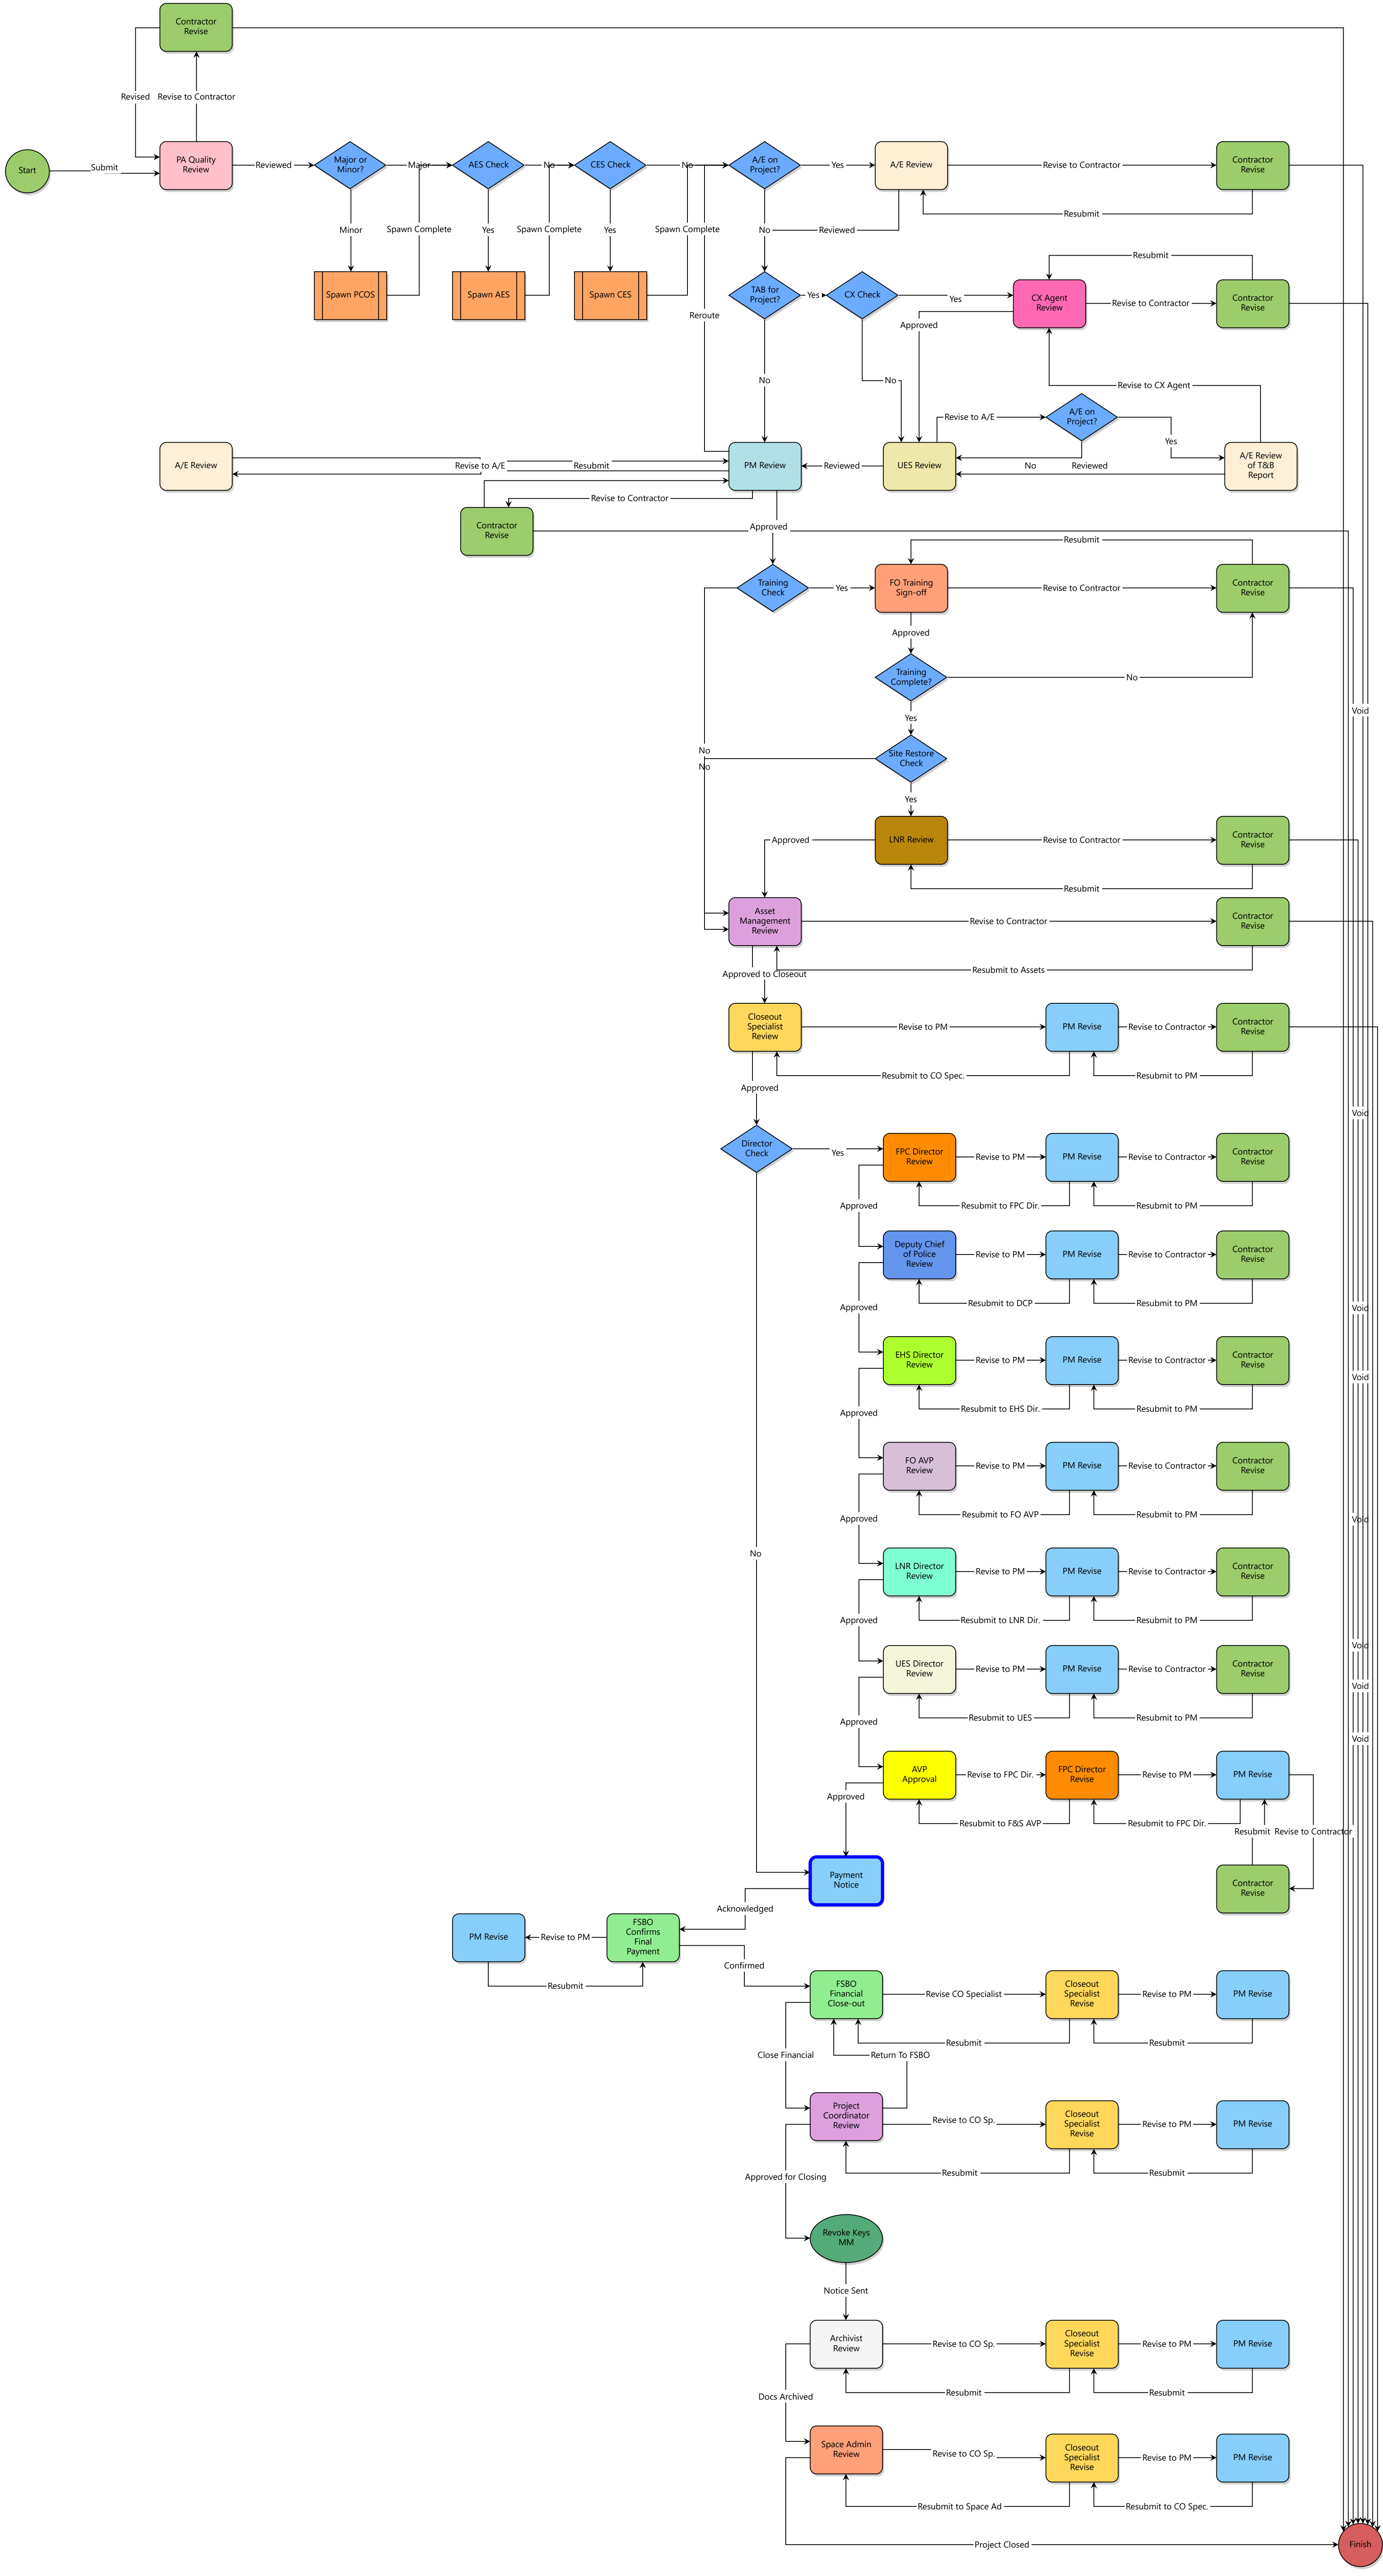 Contractor
Revise
Revised
Revise to Contractor
Start
Submit
PA Quality
Review
Reviewed
Major or
Minor?
Major
AES Check
No
CES Check
No
A/E on
Project?
Yes
A/E Review
Revise to Contractor
Contractor
Revise
Resubmit
Minor
Spawn Complete
Yes
Spawn Complete
Yes
Spawn Complete
No
Reviewed
Spawn PCOS
Spawn AES
Spawn CES
Reroute
TAB for
Project?
Yes
CX Check
Yes
Resubmit
CX Agent
Review
Revise to Contractor
Contractor
Revise
Approved
No
No
Revise to CX Agent
Revise to A/E
A/E on
Project?
Yes
A/E Review
Revise to A/E
Resubmit
PM Review
Reviewed
UES Review
No
Reviewed
A/E Review
of T&B
Report
Revise to Contractor
Contractor
Revise
Approved
Resubmit
Training
Check
Yes
FO Training
Sign-off
Revise to Contractor
Contractor
Revise
Approved
Training
Complete?
No
Void
Yes
No
No
Site Restore
Check
Yes
Approved
LNR Review
Revise to Contractor
Contractor
Revise
Resubmit
Asset
Management
Review
Revise to Contractor
Contractor
Revise
Approved to Closeout
Resubmit to Assets
Closeout
Specialist
Review
Revise to PM
PM Revise
Revise to Contractor
Contractor
Revise
Resubmit to CO Spec.
Resubmit to PM
Approved
Void
Director
Check
Yes
FPC Director
Review
Revise to PM
PM Revise
Revise to Contractor
Contractor
Revise
Approved
Resubmit to FPC Dir.
Resubmit to PM
Deputy Chief
of Police
Review
Revise to PM
PM Revise
Revise to Contractor
Contractor
Revise
Approved
Resubmit to DCP
Resubmit to PM
Void
EHS Director
Review
Revise to PM
PM Revise
Revise to Contractor
Contractor
Revise
Void
Approved
Resubmit to EHS Dir.
Resubmit to PM
FO AVP
Review
Revise to PM
PM Revise
Revise to Contractor
Contractor
Revise
Approved
Resubmit to FO AVP
Resubmit to PM
Void
No
LNR Director
Review
Revise to PM
PM Revise
Revise to Contractor
Contractor
Revise
Approved
Resubmit to LNR Dir.
Resubmit to PM
Void
UES Director
Review
Revise to PM
PM Revise
Revise to Contractor
Contractor
Revise
Void
Approved
Resubmit to UES
Resubmit to PM
Void
AVP
Approval
Revise to FPC Dir.
FPC Director
Revise
Revise to PM
PM Revise
Approved
Resubmit to F&S AVP
Resubmit to FPC Dir.
Resubmit
Revise to Contractor
Payment
Notice
Contractor
Revise
Acknowledged
PM Revise
Revise to PM
FSBO
Confirms
Final
Payment
Resubmit
Confirmed
FSBO
Financial
Close-out
Revise CO Specialist
Closeout
Specialist
Revise
Revise to PM
PM Revise
Resubmit
Resubmit
Close Financial
Return To FSBO
Project
Coordinator
Review
Revise to CO Sp.
Closeout
Specialist
Revise
Revise to PM
PM Revise
Resubmit
Resubmit
Approved for Closing
Revoke Keys
MM
Notice Sent
Archivist
Review
Revise to CO Sp.
Closeout
Specialist
Revise
Revise to PM
PM Revise
Resubmit
Resubmit
Docs Archived
Space Admin
Review
Revise to CO Sp.
Closeout
Specialist
Revise
Revise to PM
PM Revise
Resubmit to Space Ad
Resubmit to CO Spec.
Project Closed
Finish